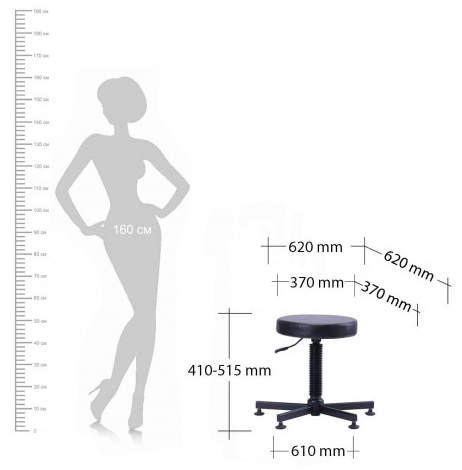 190 см
180 см
170 см
160 см
150 см
140 см
130 см
120 см
110 см
100 см
90 см
80 см
70 см
60 см
50 см
40 см
30 см
20 см
10 см
0
160 см
620 mm
620 mm
370 mm
370 mm
410-515 mm
610 mm